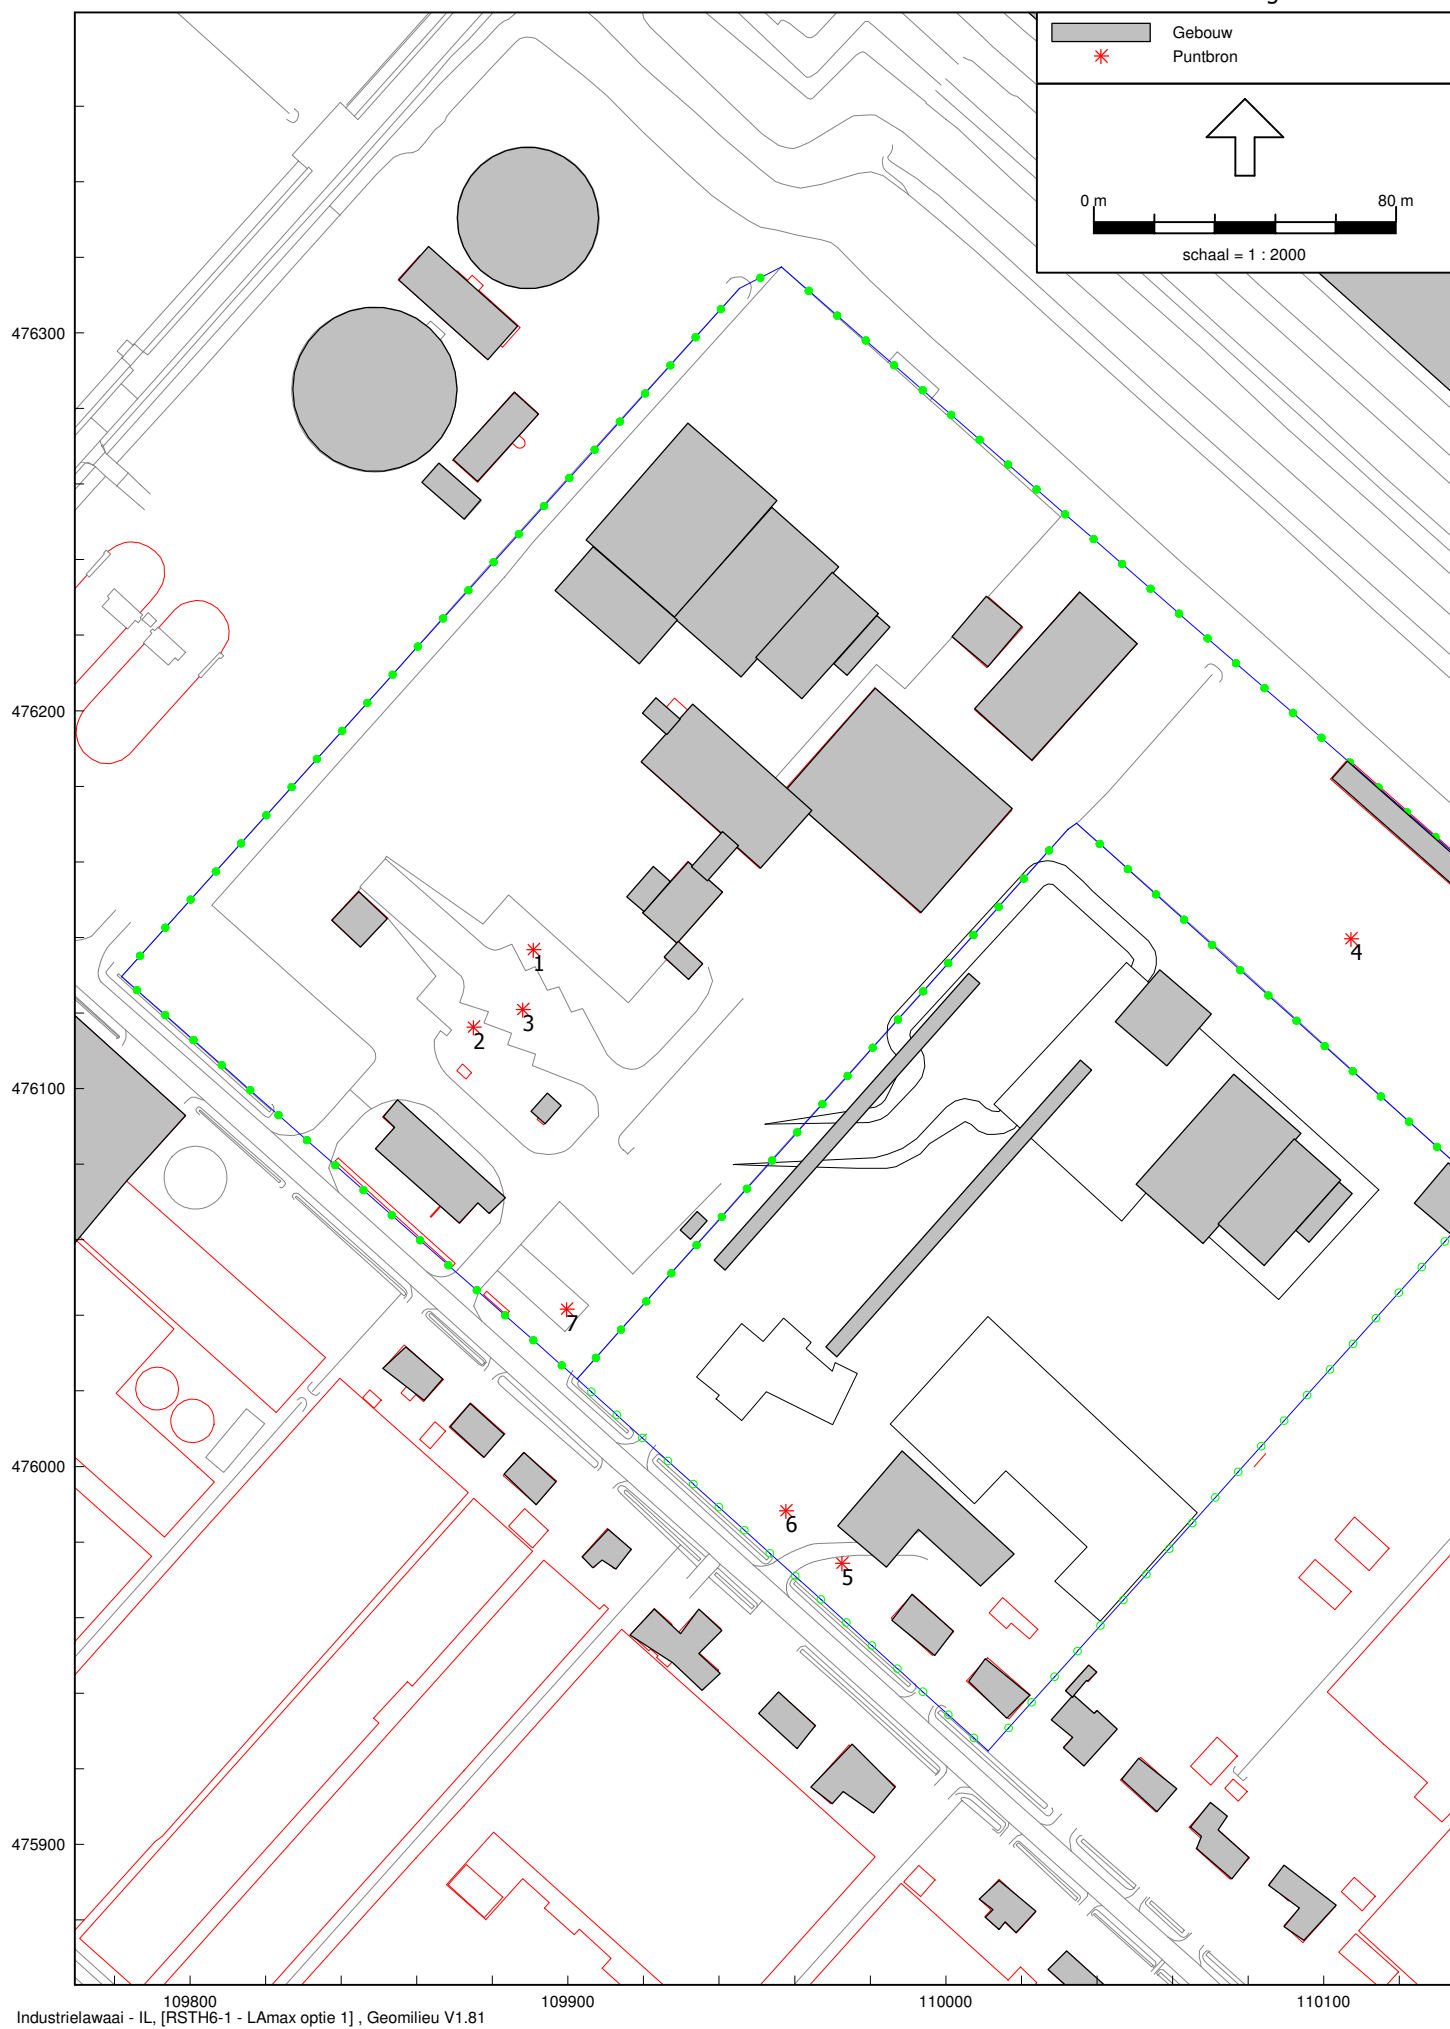 Gebouw
Puntbron
0 m 80 m
schaal = 1 : 2000
476300
476200
476100
476000
475900
1
2
3
4
5
6
7
109800 109900 110000 110100
Industrielawaai - IL, [RSTH6-1 - LAmax optie 1] , Geomilieu V1.81